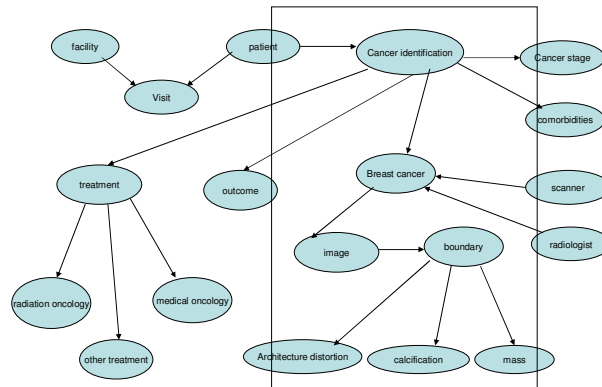 facility
patient
Cancer identification
Cancer stage
Visit
comorbidities
treatment
outcome
Breast cancer
scanner
image
boundary
radiologist
radiation oncology
medical oncology
other treatment
Architecture distortion
calcification
mass